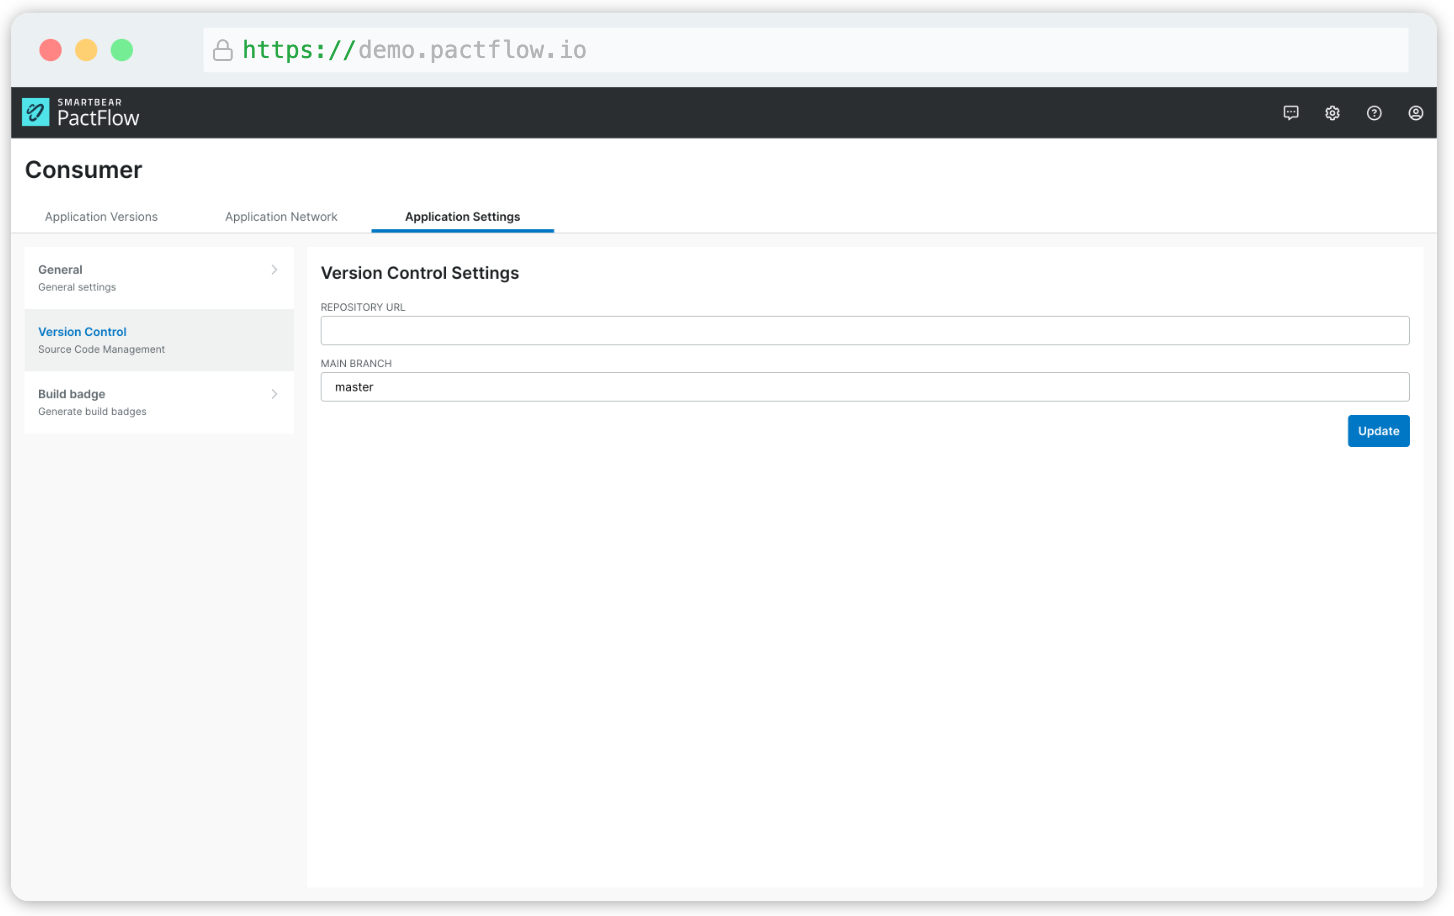 https://demo.pactflow.io
SMARTBEAR
PactFlow
Consumer
Application Versions
Application Network
Application Settings
General
General settings
Version Control
Source Code Management
Build badge
Generate build badges
Version Control Settings
REPOSITORY URL
MAIN BRANCH
master
Update